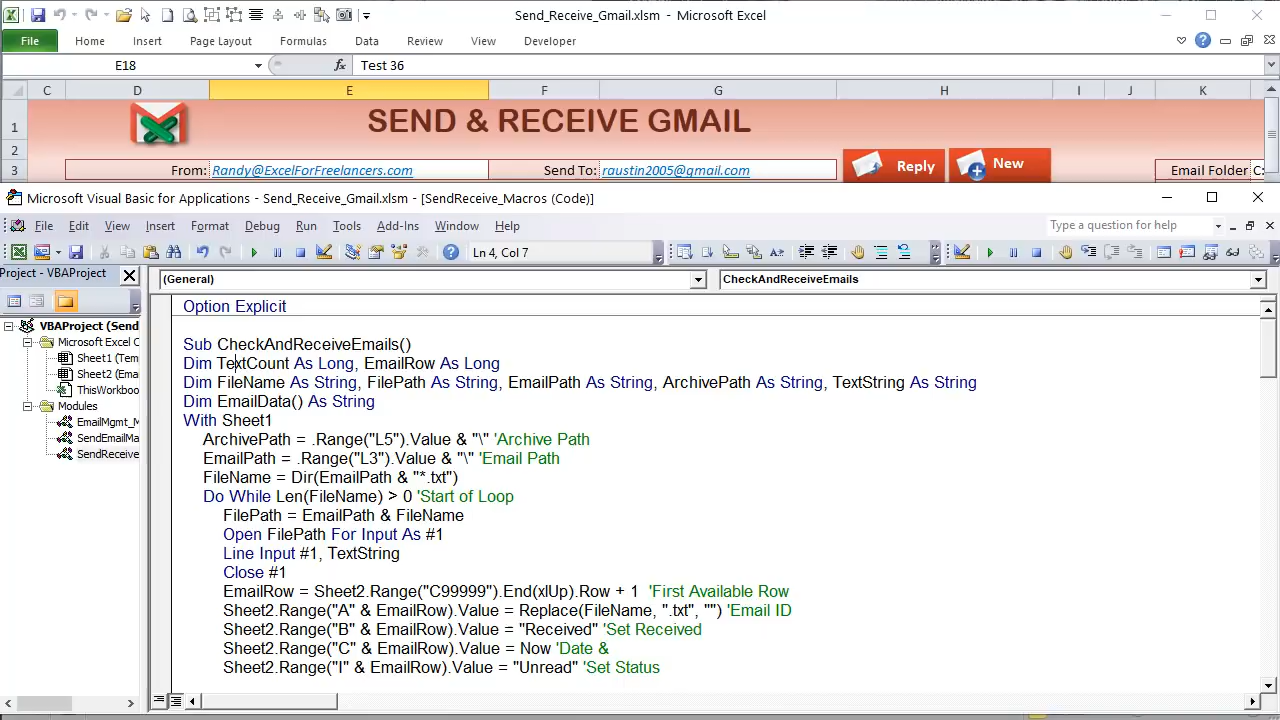 Send_Receive_Gmail.xlsm - Microsoft Excel
File Home Insert Page Layout Formulas Data Review View Developer
E18 fx Test 36
C D E F G H I J K
1 SEND & RECEIVE GMAIL
2
3 From: Randy@ExcelForFreelancers.com Send To: raustin2005@gmail.com Reply New Email Folder C:
Microsoft Visual Basic for Applications - Send_Receive_Gmail.xlsm - [SendReceive_Macros (Code)]
File Edit View Insert Format Debug Run Tools Add-Ins Window Help Type a question for help
Ln 4, Col 7
Project - VBAProject
(General) CheckAndReceiveEmails
VBAProject (Send
Microsoft Excel C
Sheet1 (Tem
Sheet2 (Ema
ThisWorkboo
Modules
EmailMgmt_M
SendEmailMa
SendReceive
Option Explicit
Sub CheckAndReceiveEmails()
Dim TextCount As Long, EmailRow As Long
Dim FileName As String, FilePath As String, EmailPath As String, ArchivePath As String, TextString As String
Dim EmailData() As String
With Sheet1
ArchivePath = .Range("L5").Value & "\" 'Archive Path
EmailPath = .Range("L3").Value & "\" 'Email Path
FileName = Dir(EmailPath & "*.txt")
Do While Len(FileName) > 0 'Start of Loop
FilePath = EmailPath & FileName
Open FilePath For Input As #1
Line Input #1, TextString
Close #1
EmailRow = Sheet2.Range("C99999").End(xlUp).Row + 1 'First Available Row
Sheet2.Range("A" & EmailRow).Value = Replace(FileName, ".txt", "") 'Email ID
Sheet2.Range("B" & EmailRow).Value = "Received" 'Set Received
Sheet2.Range("C" & EmailRow).Value = Now 'Date &
Sheet2.Range("I" & EmailRow).Value = "Unread" 'Set Status